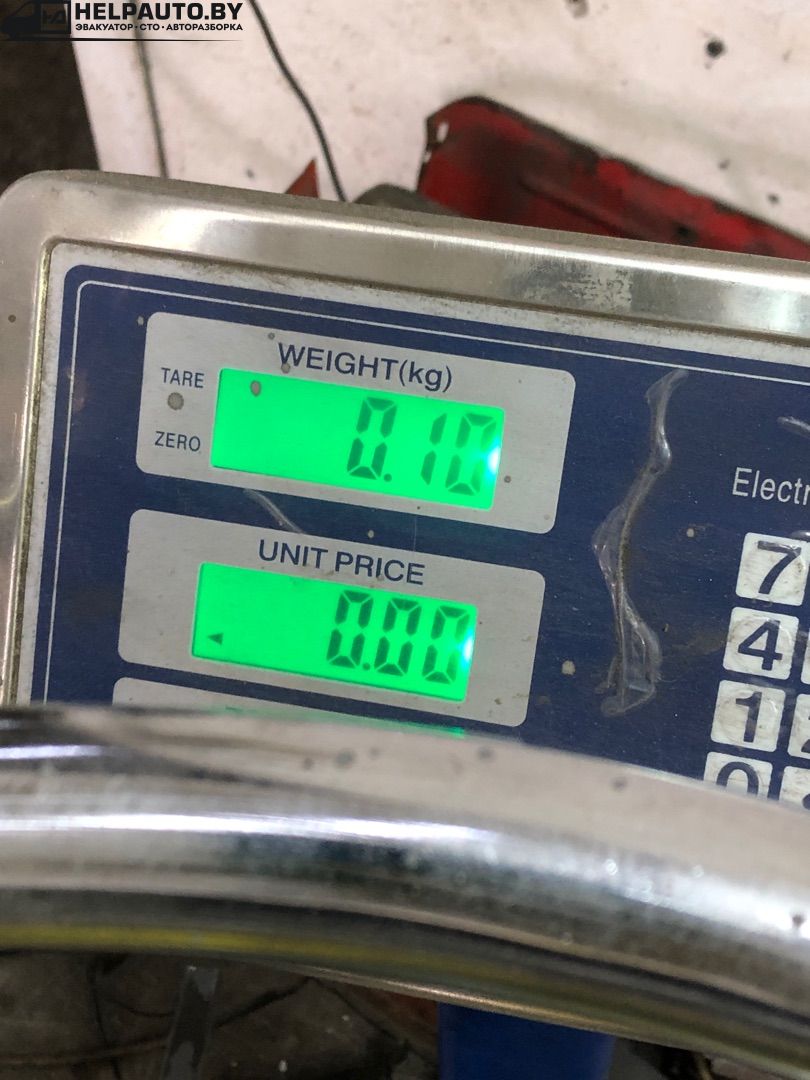 HELPAUTO.BY
ЭВАКУАТОР • СТО • АВТОРАЗБОРКА
WEIGHT(kg)
TARE
ZERO
0.10
UNIT PRICE
0.00
7
4
1
0